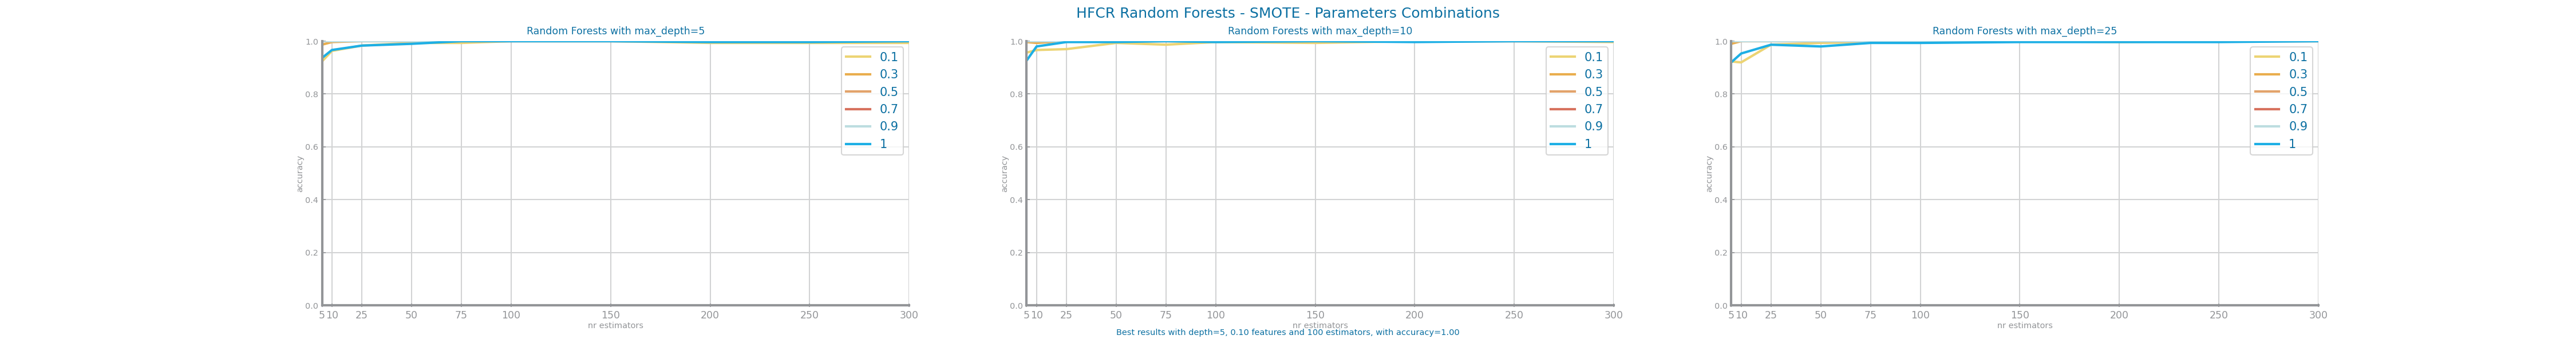 HFCR Random Forests - SMOTE - Parameters Combinations
Random Forests with max_depth=5
1.0
0.8
0.6
0.4
0.2
0.0
accuracy
5 10 25 50 75 100 150 200 250 300
nr estimators
0.1
0.3
0.5
0.7
0.9
1
Random Forests with max_depth=10
1.0
0.8
0.6
0.4
0.2
0.0
accuracy
5 10 25 50 75 100 150 200 250 300
nr estimators
0.1
0.3
0.5
0.7
0.9
1
Random Forests with max_depth=25
1.0
0.8
0.6
0.4
0.2
0.0
accuracy
5 10 25 50 75 100 150 200 250 300
nr estimators
0.1
0.3
0.5
0.7
0.9
1
Best results with depth=5, 0.10 features and 100 estimators, with accuracy=1.00